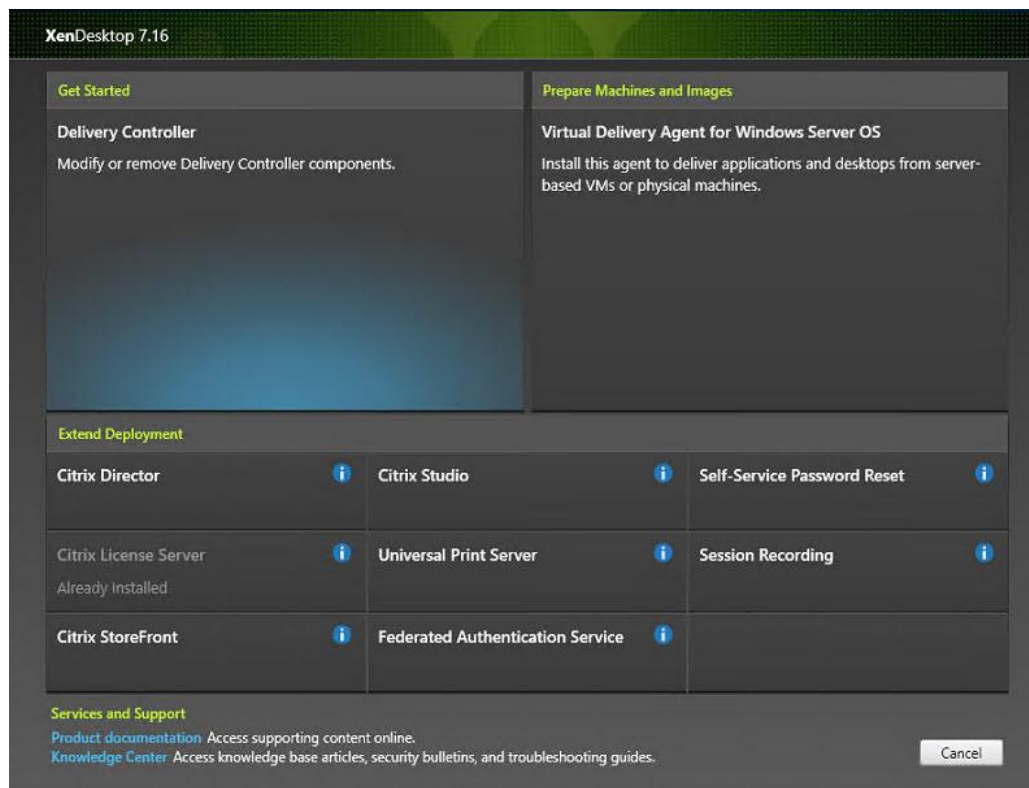 XenDesktop 7.16
Get Started
Delivery Controller
Modify or remove Delivery Controller components.
Prepare Machines and Images
Virtual Delivery Agent for Windows Server OS
Install this agent to deliver applications and desktops from server-
based VMs or physical machines.
Extend Deployment
Citrix Director
Citrix Studio
Self-Service Password Reset
Citrix License Server
Already Installed
Universal Print Server
Session Recording
Citrix StoreFront
Federated Authentication Service
Services and Support
Product documentation Access supporting content online.
Knowledge Center Access knowledge base articles, security bulletins, and troubleshooting guides.
Cancel